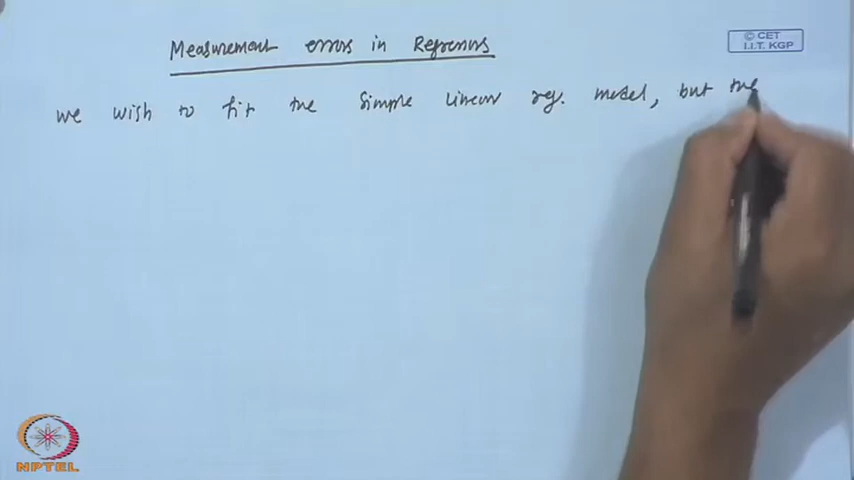 Measurement errors in Regressors
© CET
I.I.T. KGP
we wish to fit the simple linear reg. model, but the
NPTEL